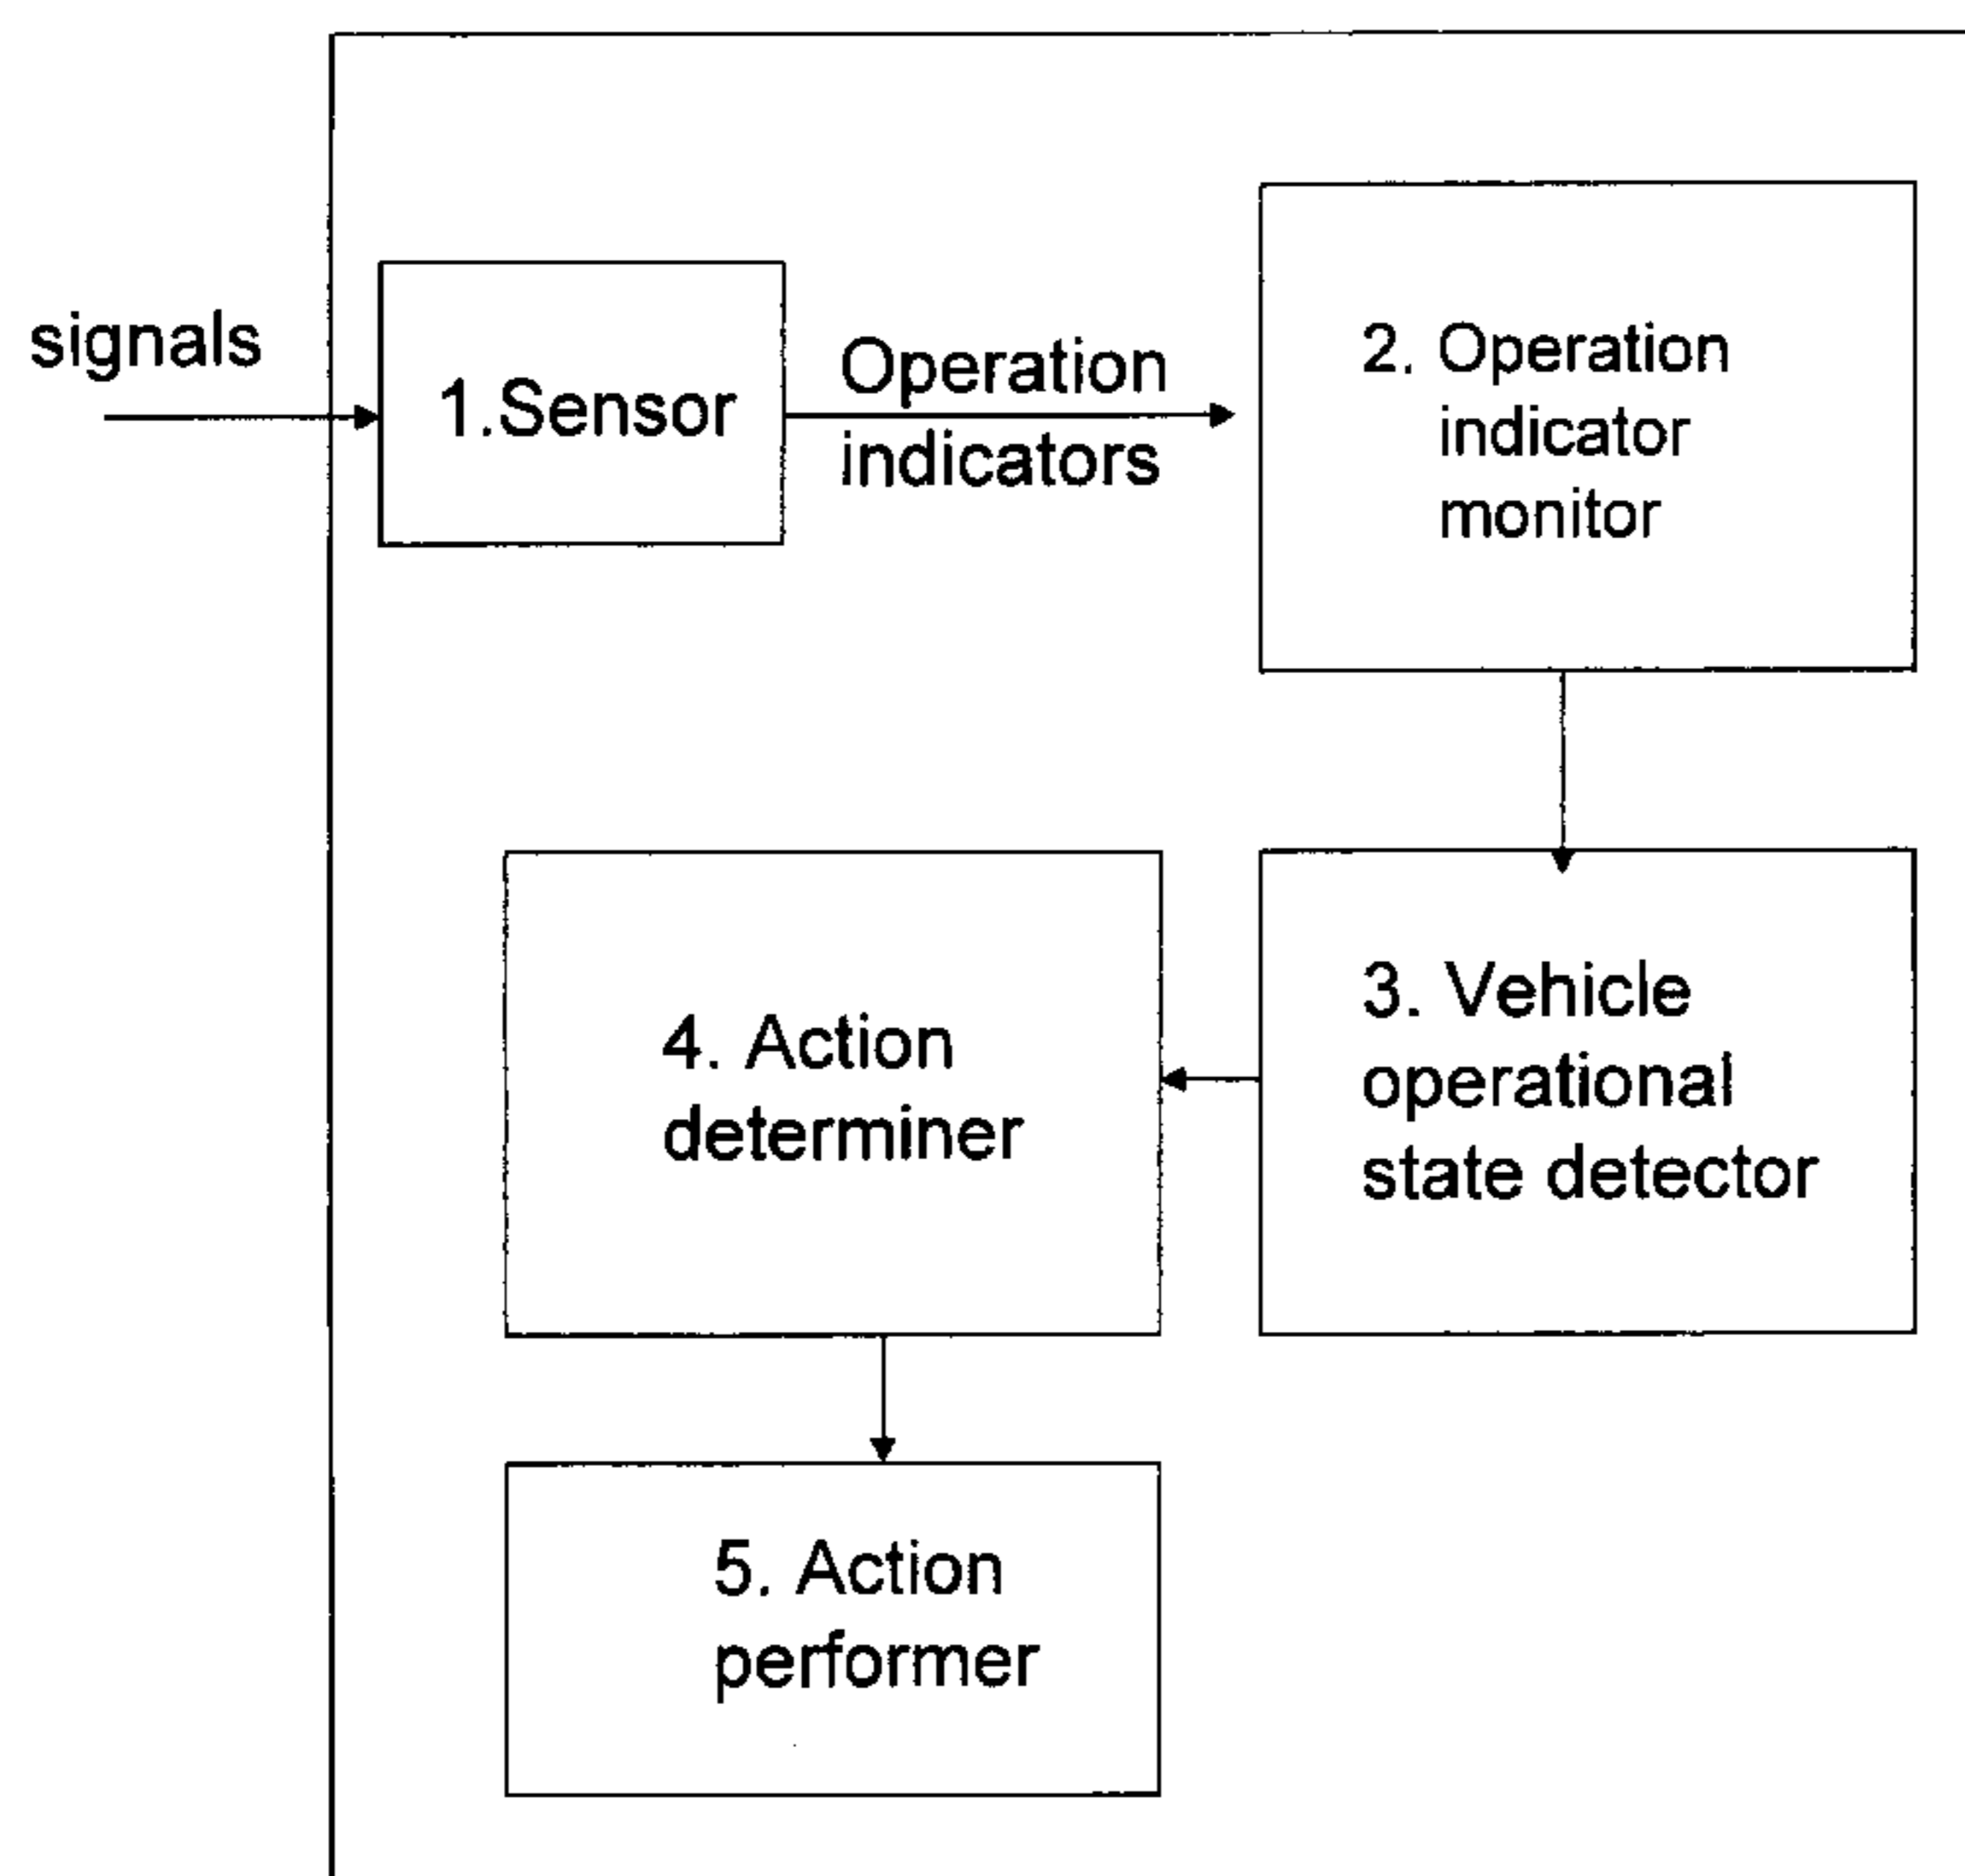 signals
1.Sensor
Operation
indicators
2. Operation
indicator
monitor
3. Vehicle
operational
state detector
4. Action
determiner
5. Action
performer